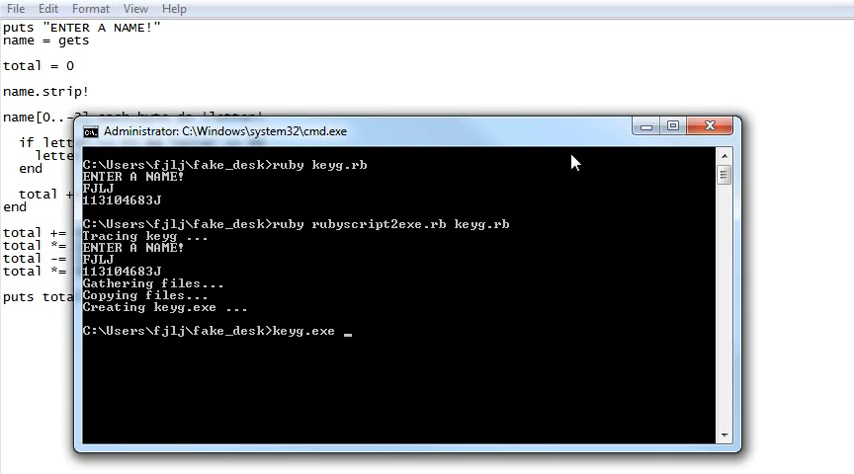 File Edit Format View Help
puts "ENTER A NAME!"
name = gets
total = 0
name.strip!
name[0..
if
end
total
end
total +=
total *=
total -=
total *=
puts
Administrator: C:\Windows\system32\cmd.exe
C:\Users\fjlj\fake_desk>ruby keyg.rb
ENTER A NAME!
FJLJ
113104683J
C:\Users\fjlj\fake_desk>ruby rubyscript2exe.rb keyg.rb
Tracing keyg ...
ENTER A NAME!
FJLJ
113104683J
Gathering files...
Copying files...
Creating keyg.exe ...
C:\Users\fjlj\fake_desk>keyg.exe _